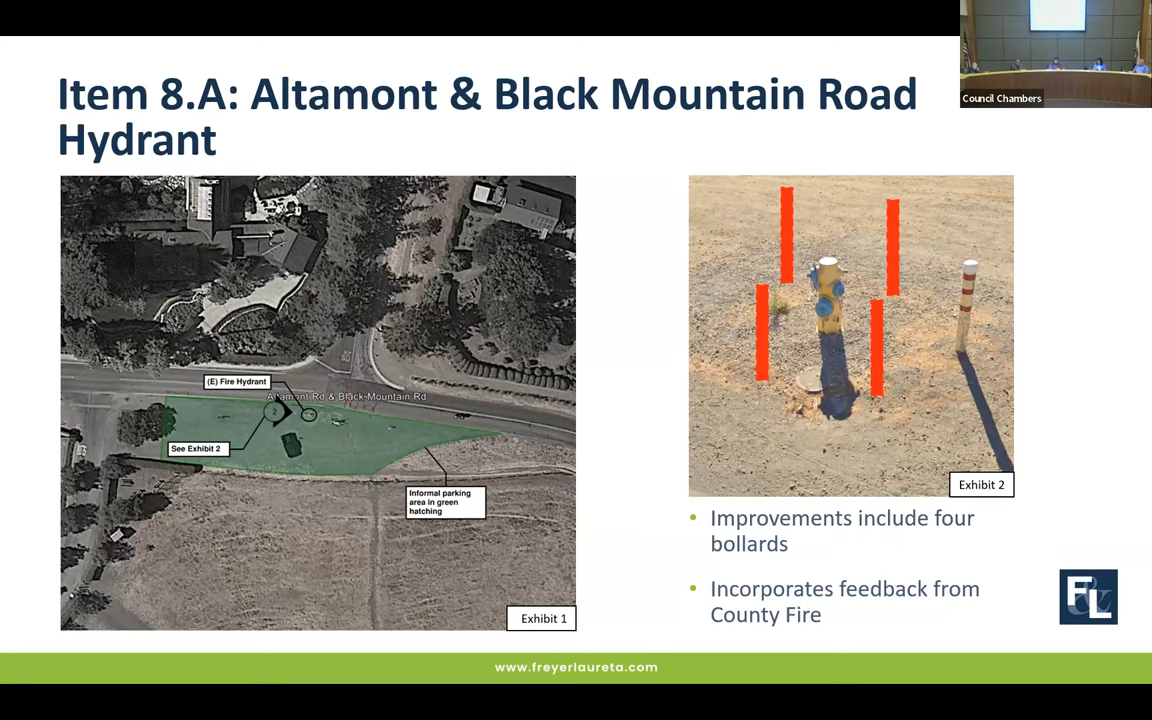 Item 8.A: Altamont & Black Mountain Road
Hydrant
Council Chambers
(E) Fire Hydrant
Altamont Rd & Black Mountain Rd
2
See Exhibit 2
Informal parking
area in green
hatching
Exhibit 1
Exhibit 2
• Improvements include four
bollards
• Incorporates feedback from
County Fire
F&L
www.freyerlaureta.com